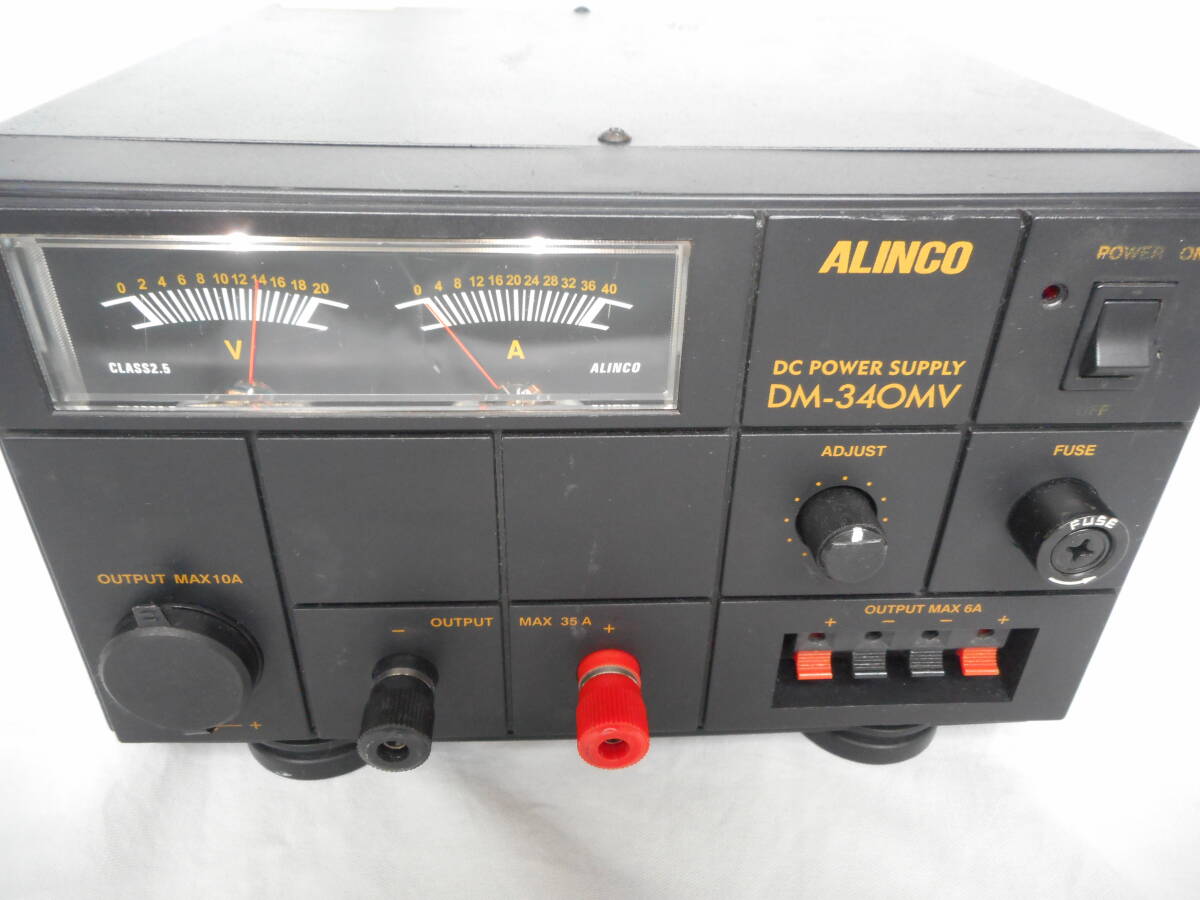 0 2 4 6 8 10 12 14 16 18 20
V
CLASS2.5
0 4 8 12 16 20 24 28 32 36 40
A
ALINCO
ALINCO
DC POWER SUPPLY
DM-340MV
POWER ON
OFF
ADJUST
FUSE
FUSE
OUTPUT MAX10A
- +
- OUTPUT
MAX 35A
+
OUTPUT MAX 6A
+ - - +